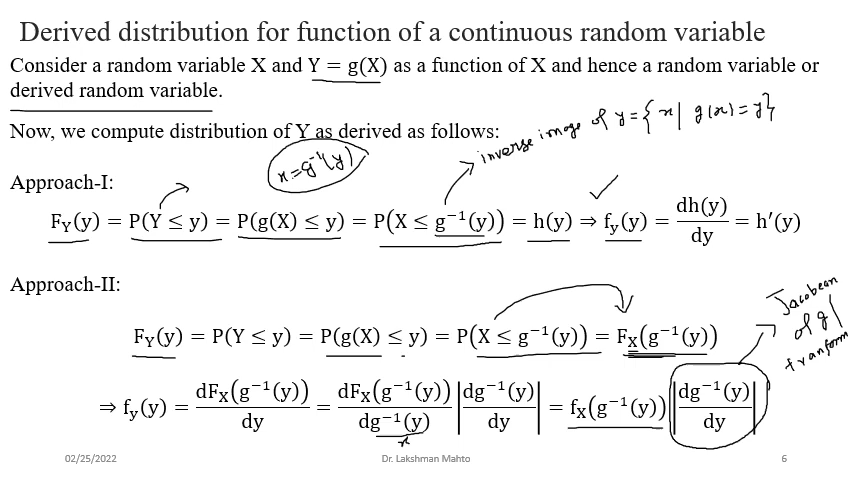 Derived distribution for function of a continuous random variable
Consider a random variable X and Y = g(X) as a function of X and hence a random variable or
derived random variable.
Now, we compute distribution of Y as derived as follows:
inverse image of y = { x | g(x) = y }
x = g⁻¹(y)
Approach-I:
F_Y(y) = P(Y ≤ y) = P(g(X) ≤ y) = P(X ≤ g⁻¹(y)) = h(y) ⇒ f_y(y) = dh(y)/dy = h′(y)
Approach-II:
Jacobean
of g/
tranform
F_Y(y) = P(Y ≤ y) = P(g(X) ≤ y) = P(X ≤ g⁻¹(y)) = F_X(g⁻¹(y))
⇒ f_y(y) = dF_X(g⁻¹(y))/dy = dF_X(g⁻¹(y))/dg⁻¹(y) |dg⁻¹(y)/dy| = f_X(g⁻¹(y)) |dg⁻¹(y)/dy|
x
02/25/2022
Dr. Lakshman Mahto
6